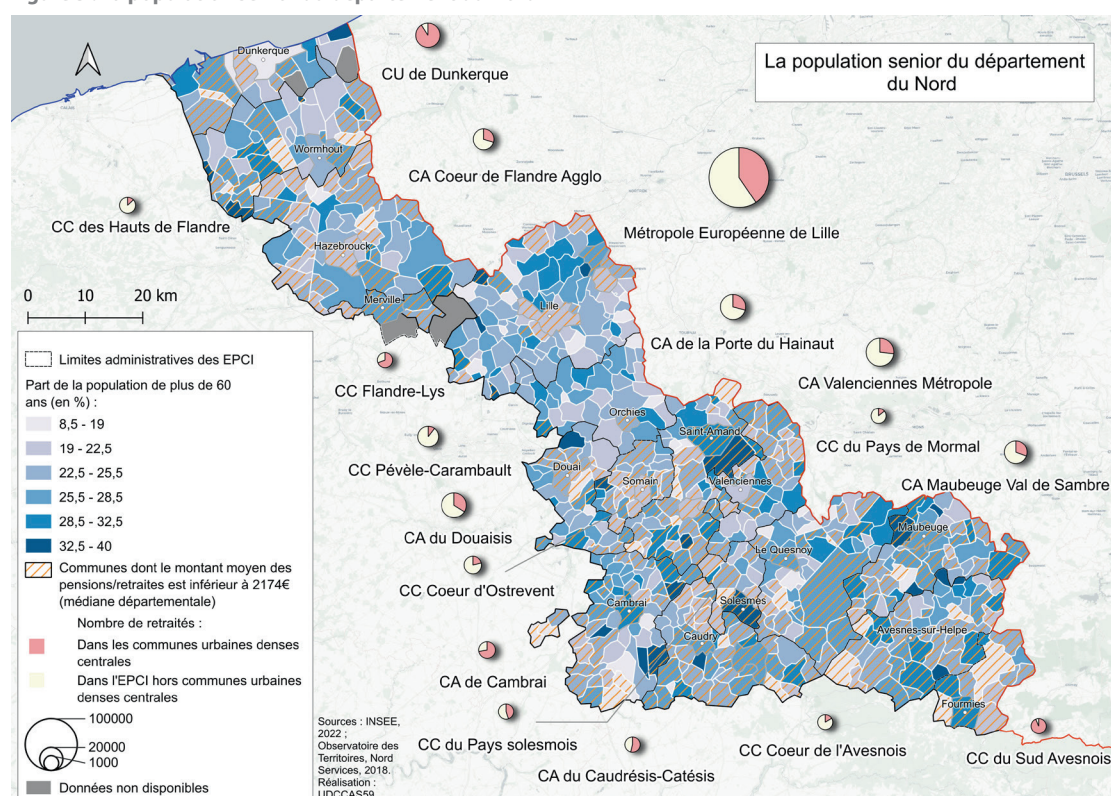 La population senior du département
du Nord
Dunkerque
CU de Dunkerque
CA Coeur de Flandre Agglo
Wormhout
CC des Hauts de Flandre
Métropole Européenne de Lille
Hazebrouck
0 10 20 km
Merville
Lille
CA de la Porte du Hainaut
CC Flandre-Lys
CA Valenciennes Métropole
Orchies
Saint-Amand
CC du Pays de Mormal
CC Pévèle-Carambault
Douai
Somain
Valenciennes
CA Maubeuge Val de Sambre
CA du Douaisis
Maubeuge
Le Quesnoy
CC Coeur d'Ostrevent
Cambrai
Solesmes
Caudry
Avesnes-sur-Helpe
CA de Cambrai
Fourmies
CC du Pays solesmois
CC Coeur de l'Avesnois
CC du Sud Avesnois
CA du Caudrésis-Catésis
Limites administratives des EPCI
Part de la population de plus de 60
ans (en %) :
8,5 - 19
19 - 22,5
22,5 - 25,5
25,5 - 28,5
28,5 - 32,5
32,5 - 40
Communes dont le montant moyen des
pensions/retraites est inférieur à 2174€
(médiane départementale)
Nombre de retraités :
Dans les communes urbaines denses
centrales
Dans l'EPCI hors communes urbaines
denses centrales
100000
20000
1000
Données non disponibles
Sources : INSEE,
2022 ;
Observatoire des
Territoires, Nord
Services, 2018.
Réalisation :
UDCCAS59